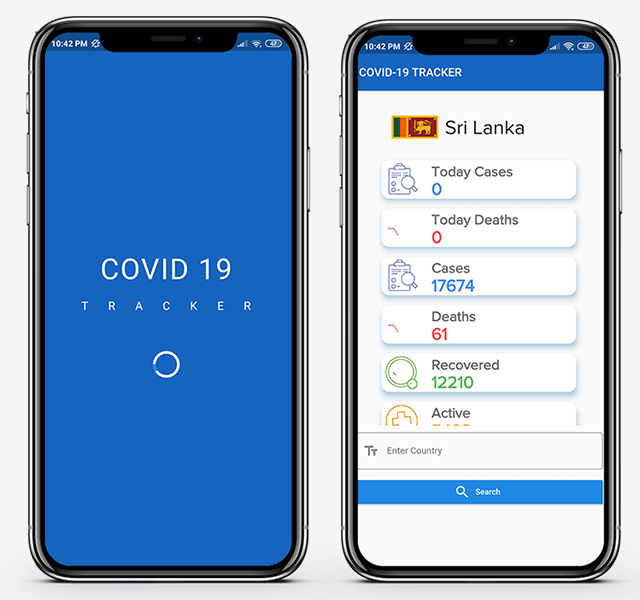 10:42 PM
47
COVID 19
TRACKER
10:42 PM
47
COVID-19 TRACKER
Sri Lanka
Today Cases
0
Today Deaths
0
Cases
17674
Deaths
61
Recovered
12210
Active
Tт
Enter Country
Search